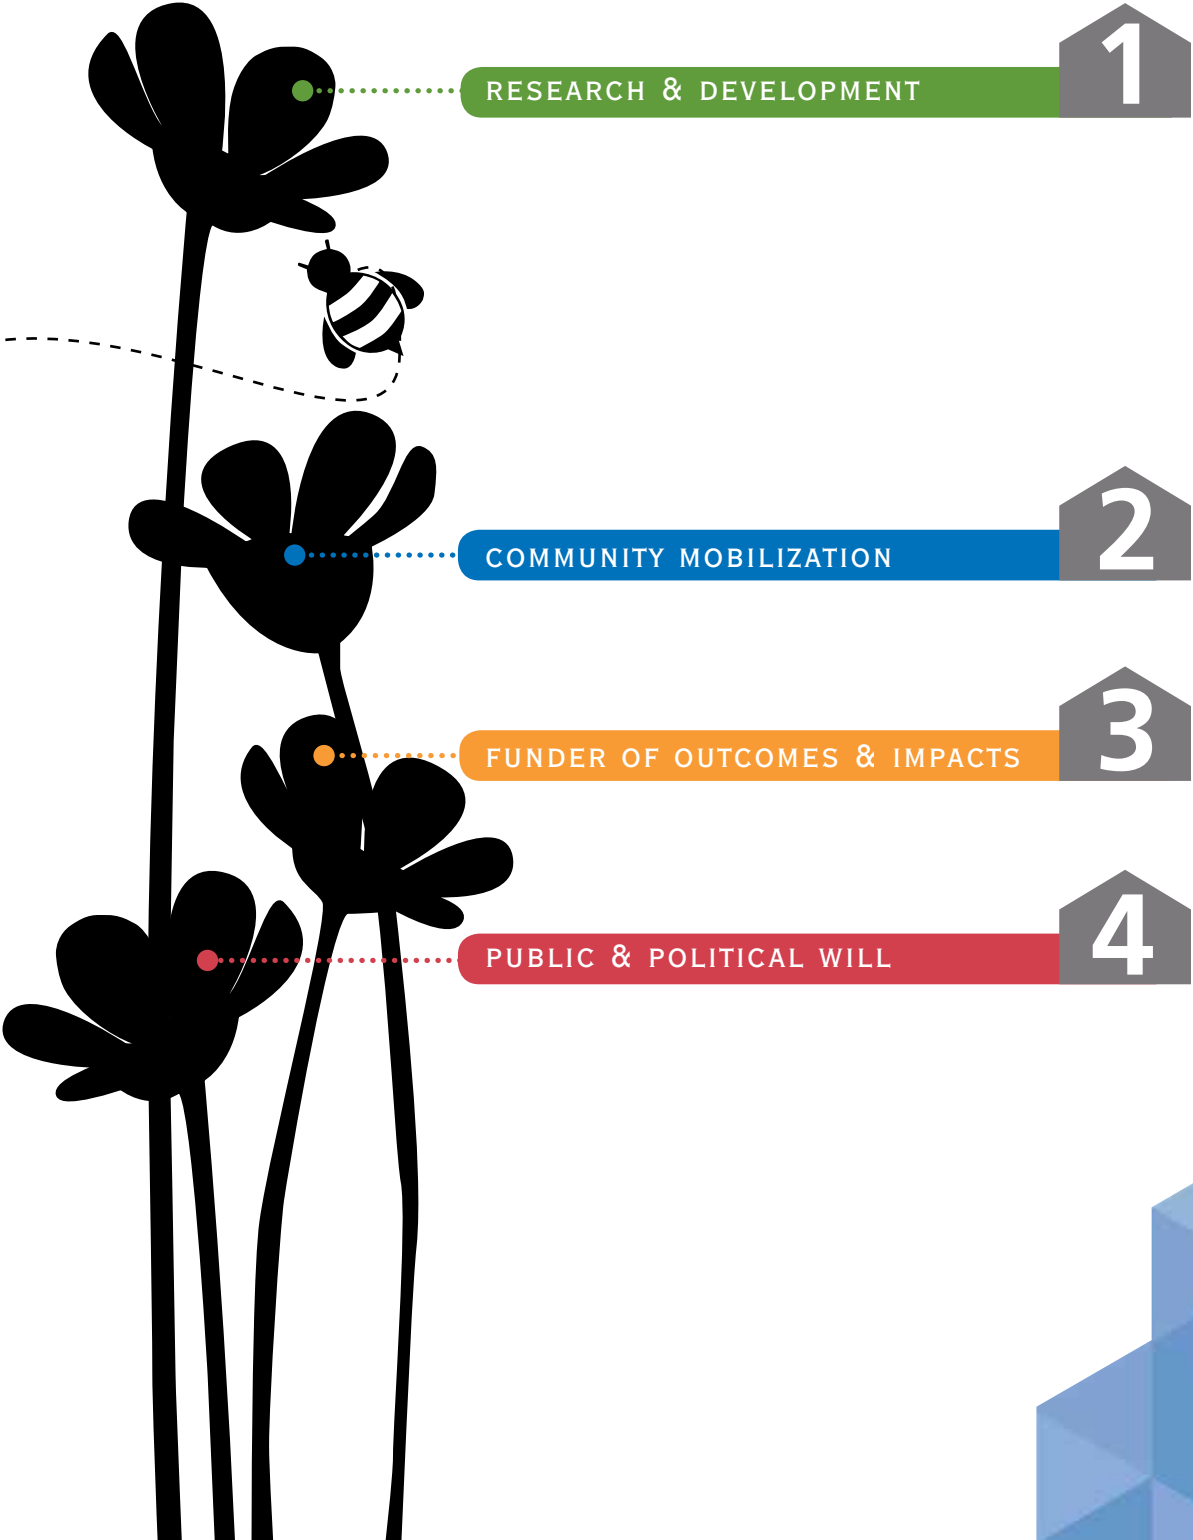 RESEARCH & DEVELOPMENT 1
COMMUNITY MOBILIZATION 2
FUNDER OF OUTCOMES & IMPACTS 3
PUBLIC & POLITICAL WILL 4